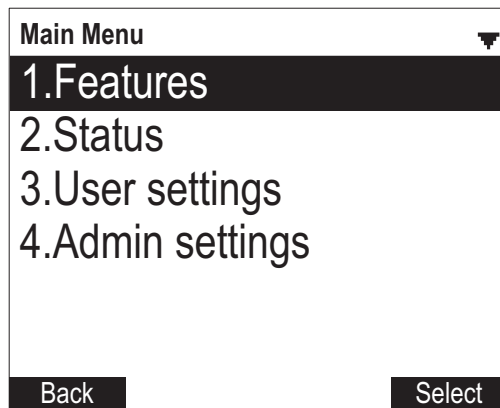 Main Menu
1.Features
2.Status
3.User settings
4.Admin settings
Back Select